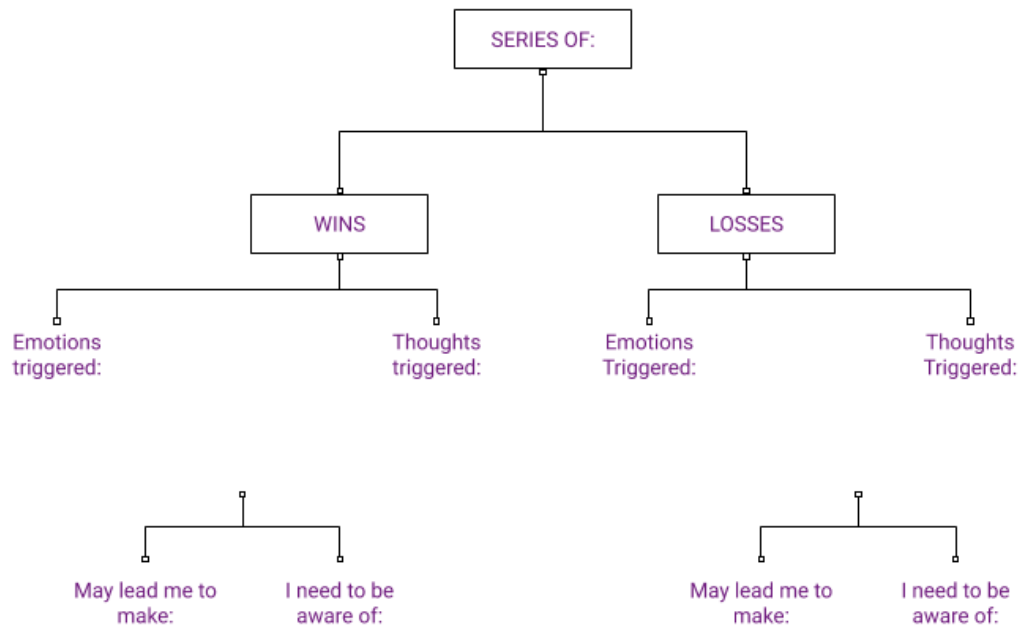 SERIES OF:
WINS
LOSSES
Emotions
triggered:
Thoughts
triggered:
Emotions
Triggered:
Thoughts
Triggered:
May lead me to
make:
I need to be
aware of:
May lead me to
make:
I need to be
aware of: